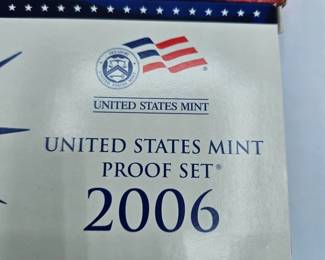 UNITED STATES MINT
UNITED STATES MINT
PROOF SET®
2006